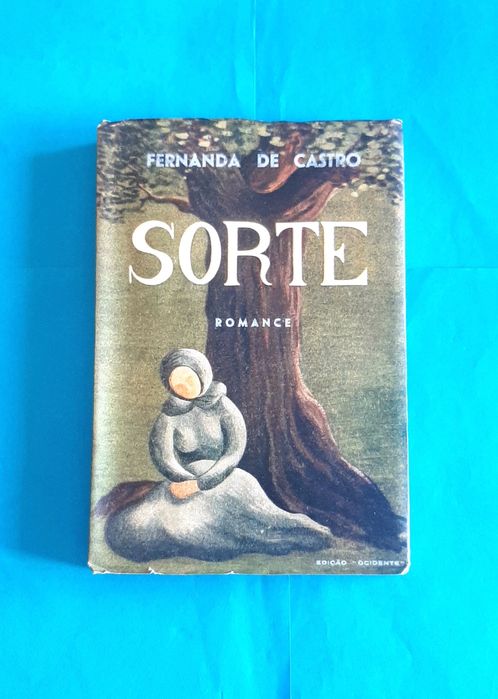 FERNANDA DE CASTRO
SORTE
ROMANCE
EDIÇÃO "OCIDENTE"